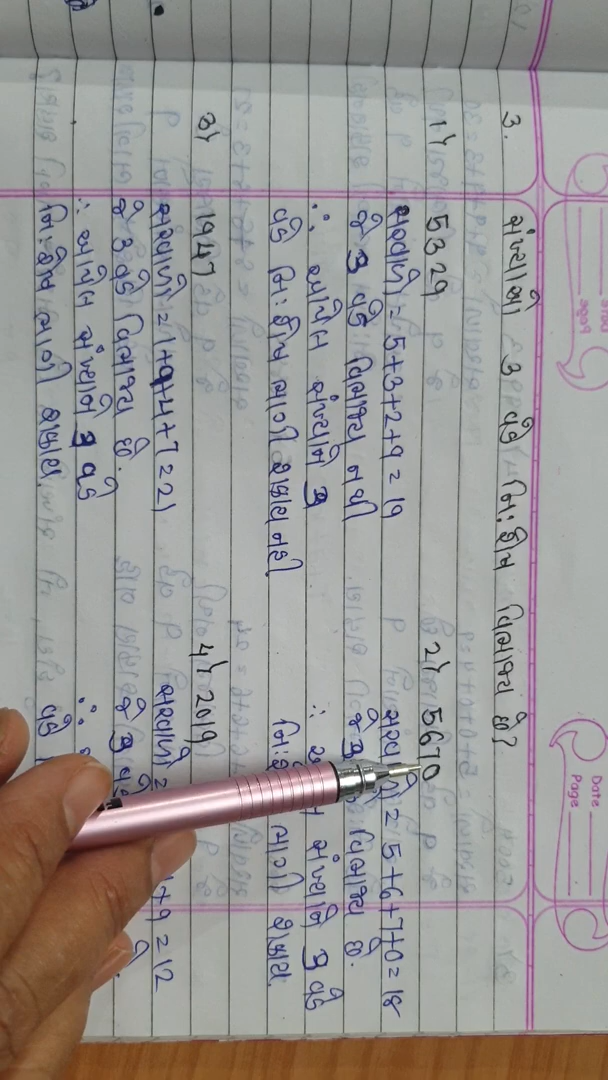 Date
Page
3. સંખ્યાઓ 3 વડે નિઃશેષ વિભાજ્ય છે?
1) 5329
સરવાળો = 5+3+2+9 = 19
જે 3 વડે વિભાજ્ય નથી
∴ આપેલ સંખ્યાને 3
વડે નિઃશેષ ભાગી શકાય નહી
2) 5670
= 5+6+7+0 = 18
જે 3 વિભાજ્ય છે.
સંખ્યાને 3 વડે
ભાગી શકાય.
3) 1947
સરવાળો = 1+9+4+7 = 21
જે 3 વડે વિભાજ્ય છે.
∴ આપેલ સંખ્યાને 3 વડે
નિઃશેષ ભાગી શકાય.
4) 2019
સરવાળો = +9 = 12
જે 3
∴
વડે